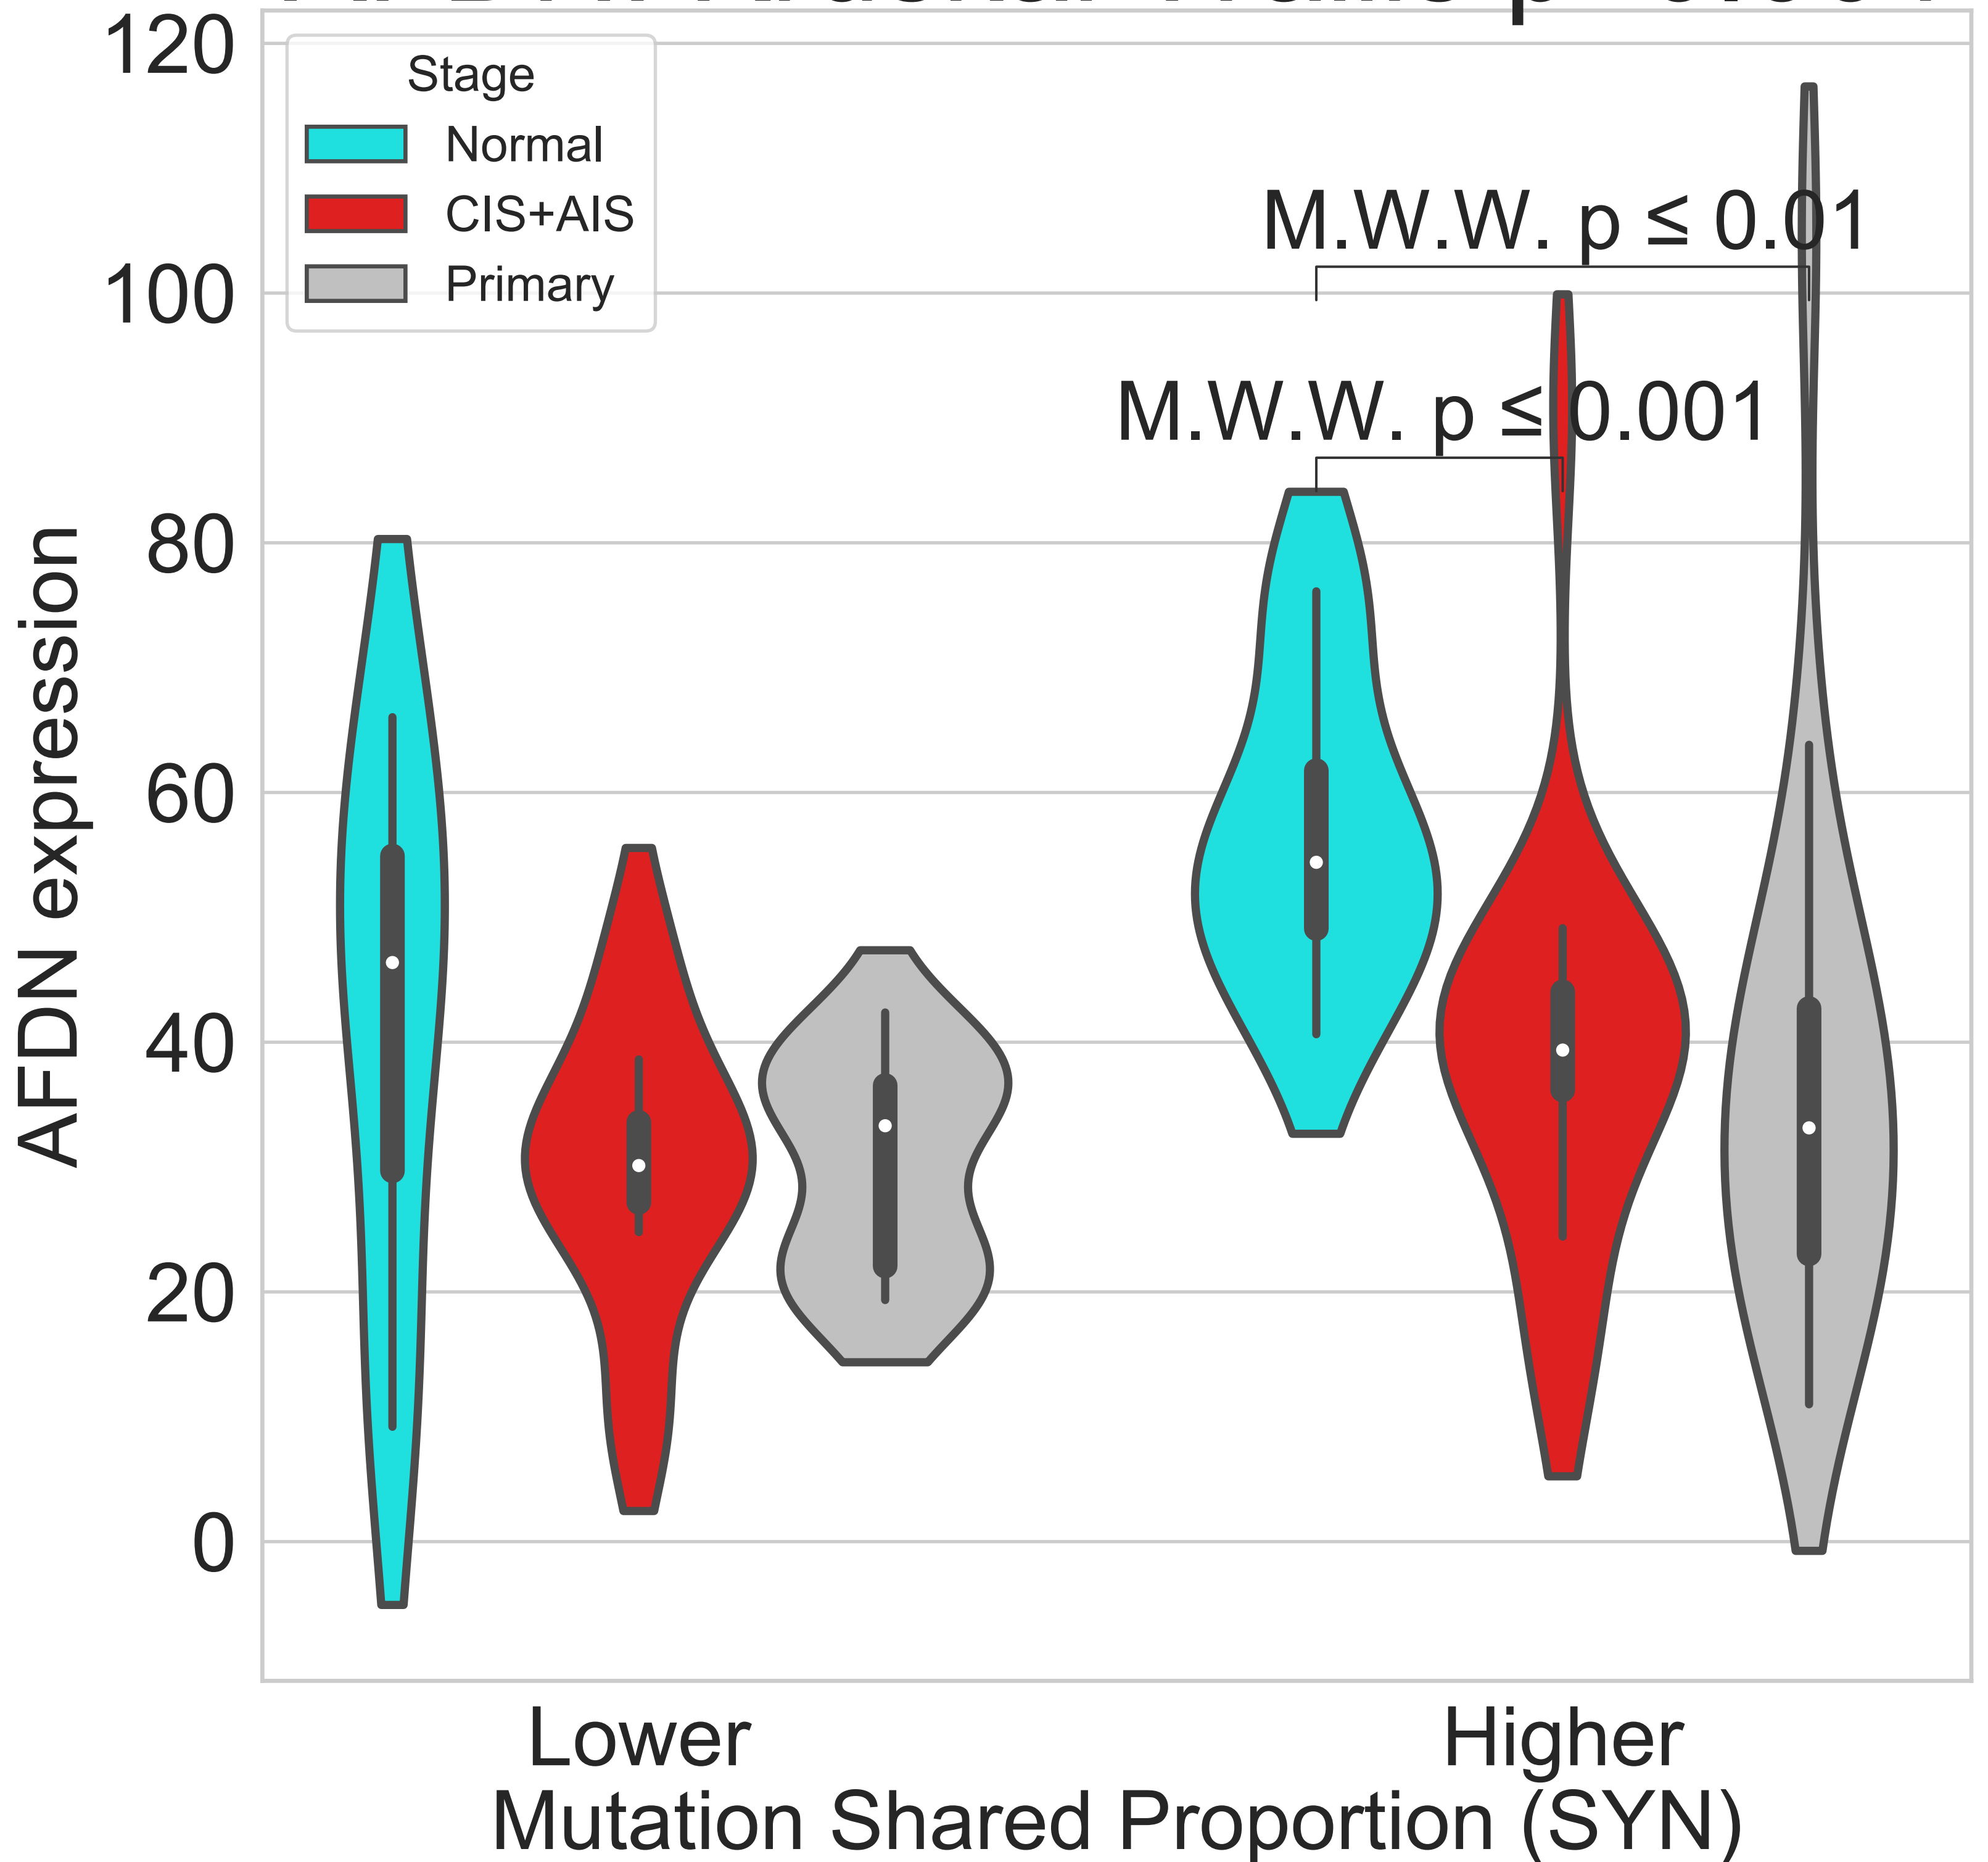 120
Stage
Normal
CIS+AIS
Primary
M.W.W. p ≤ 0.01
100
M.W.W. p ≤ 0.001
80
60
40
20
0
AFDN expression
Lower
Higher
Mutation Shared Proportion (SYN)